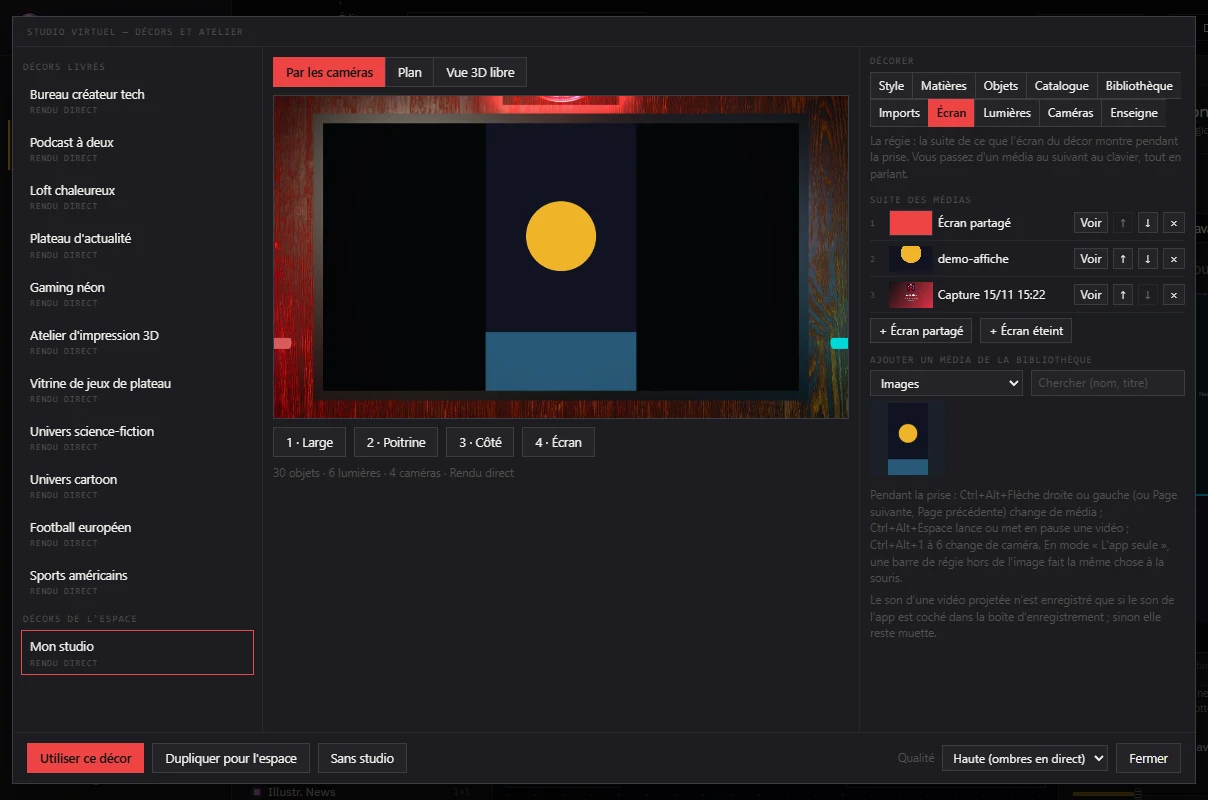 STUDIO VIRTUEL — DÉCORS ET ATELIER
DÉCORS LIVRÉS
Bureau créateur tech
RENDU DIRECT
Podcast à deux
RENDU DIRECT
Loft chaleureux
RENDU DIRECT
Plateau d'actualité
RENDU DIRECT
Gaming néon
RENDU DIRECT
Atelier d'impression 3D
RENDU DIRECT
Vitrine de jeux de plateau
RENDU DIRECT
Univers science-fiction
RENDU DIRECT
Univers cartoon
RENDU DIRECT
Football européen
RENDU DIRECT
Sports américains
RENDU DIRECT
DÉCORS DE L'ESPACE
Mon studio
RENDU DIRECT
Par les caméras
Plan
Vue 3D libre
1 · Large
2 · Poitrine
3 · Côté
4 · Écran
30 objets · 6 lumières · 4 caméras · Rendu direct
DÉCORER
Style
Matières
Objets
Catalogue
Bibliothèque
Imports
Écran
Lumières
Caméras
Enseigne
La régie : la suite de ce que l'écran du décor montre pendant
la prise. Vous passez d'un média au suivant au clavier, tout en
parlant.
SUITE DES MÉDIAS
1 Écran partagé Voir ↑ ↓ ×
2 demo-affiche Voir ↑ ↓ ×
3 Capture 15/11 15:22 Voir ↑ ↓ ×
+ Écran partagé
+ Écran éteint
AJOUTER UN MÉDIA DE LA BIBLIOTHÈQUE
Images
Chercher (nom, titre)
Pendant la prise : Ctrl+Alt+Flèche droite ou gauche (ou Page
suivante, Page précédente) change de média ;
Ctrl+Alt+Espace lance ou met en pause une vidéo ;
Ctrl+Alt+1 à 6 change de caméra. En mode « L'app seule »,
une barre de régie hors de l'image fait la même chose à la
souris.
Le son d'une vidéo projetée n'est enregistré que si le son de
l'app est coché dans la boîte d'enregistrement ; sinon elle
reste muette.
Utiliser ce décor
Dupliquer pour l'espace
Sans studio
Qualité
Haute (ombres en direct)
Fermer
Illustr. News